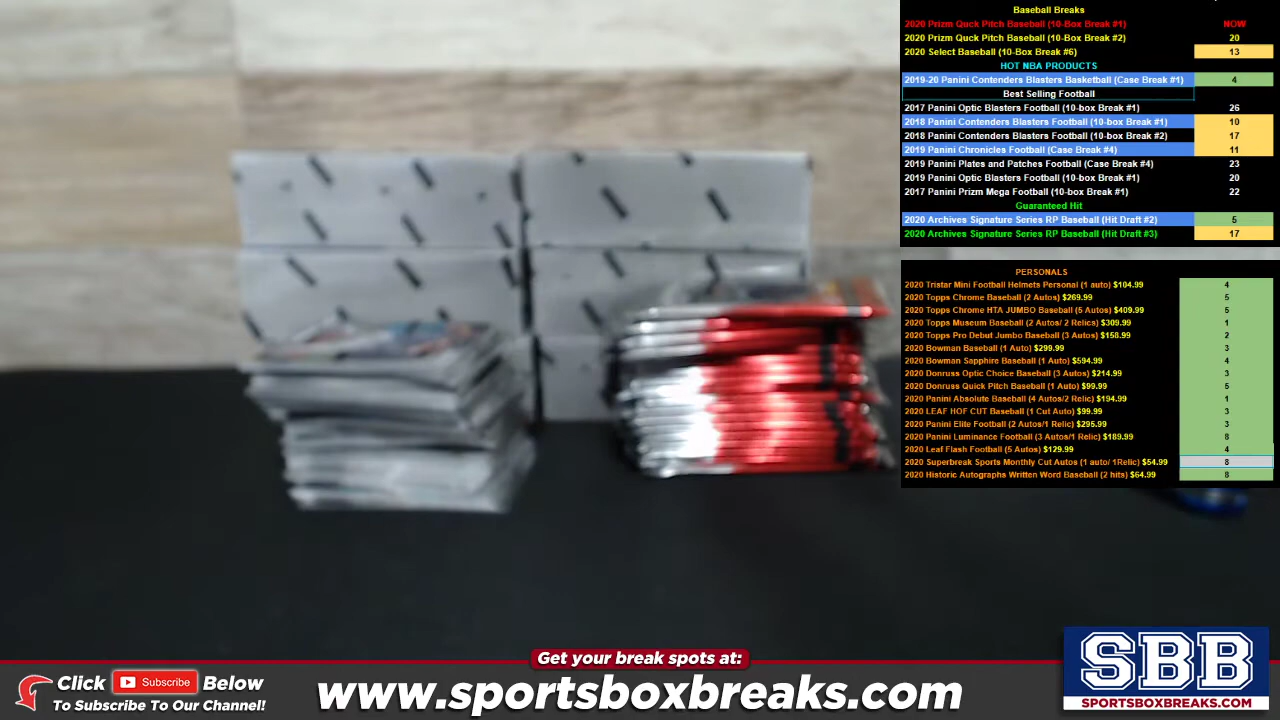 Baseball Breaks
2020 Prizm Quck Pitch Baseball (10-Box Break #1) NOW
2020 Prizm Quck Pitch Baseball (10-Box Break #2) 20
2020 Select Baseball (10-Box Break #6) 13
HOT NBA PRODUCTS
2019-20 Panini Contenders Blasters Basketball (Case Break #1) 4
Best Selling Football
2017 Panini Optic Blasters Football (10-box Break #1) 26
2018 Panini Contenders Blasters Football (10-box Break #1) 10
2018 Panini Contenders Blasters Football (10-box Break #2) 17
2019 Panini Chronicles Football (Case Break #4) 11
2019 Panini Plates and Patches Football (Case Break #4) 23
2019 Panini Optic Blasters Football (10-box Break #1) 20
2017 Panini Prizm Mega Football (10-box Break #1) 22
Guaranteed Hit
2020 Archives Signature Series RP Baseball (Hit Draft #2) 5
2020 Archives Signature Series RP Baseball (Hit Draft #3) 17
PERSONALS
2020 Tristar Mini Football Helmets Personal (1 auto) $104.99 4
2020 Topps Chrome Baseball (2 Autos) $269.99 5
2020 Topps Chrome HTA JUMBO Baseball (5 Autos) $409.99 5
2020 Topps Museum Baseball (2 Autos/ 2 Relics) $309.99 1
2020 Topps Pro Debut Jumbo Baseball (3 Autos) $158.99 2
2020 Bowman Baseball (1 Auto) $299.99 3
2020 Bowman Sapphire Baseball (1 Auto) $594.99 4
2020 Donruss Optic Choice Baseball (3 Autos) $214.99 3
2020 Donruss Quick Pitch Baseball (1 Auto) $99.99 5
2020 Panini Absolute Baseball (4 Autos/2 Relic) $194.99 1
2020 LEAF HOF CUT Baseball (1 Cut Auto) $99.99 3
2020 Panini Elite Football (2 Autos/1 Relic) $295.99 3
2020 Panini Luminance Football (3 Autos/1 Relic) $189.99 8
2020 Leaf Flash Football (5 Autos) $129.99 4
2020 Superbreak Sports Monthly Cut Autos (1 auto/ 1Relic) $54.99 8
2020 Historic Autographs Written Word Baseball (2 hits) $64.99 8
Get your break spots at:
Click Subscribe Below
To Subscribe To Our Channel!
www.sportsboxbreaks.com
SBB
SPORTSBOXBREAKS.COM